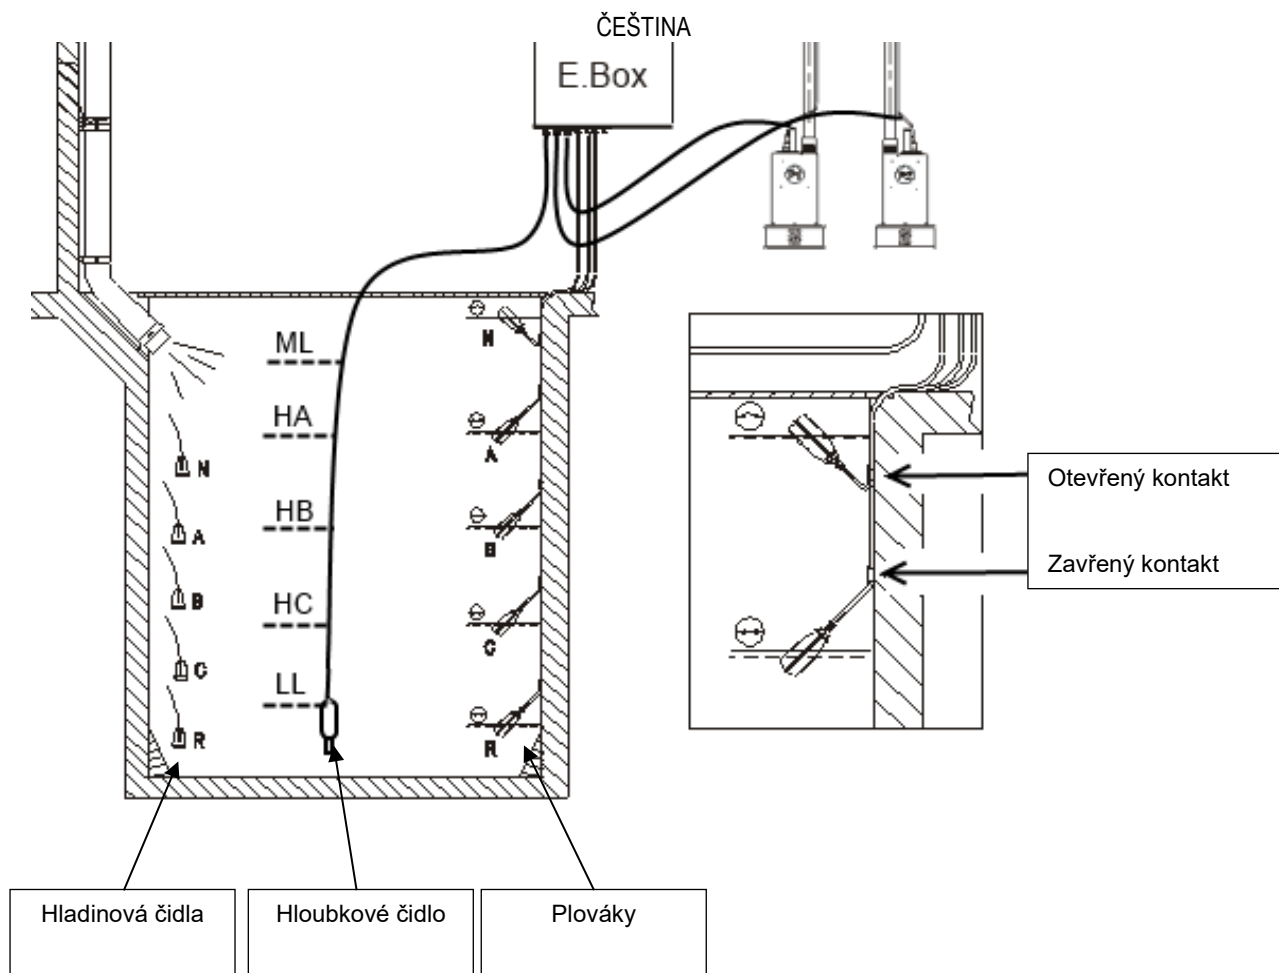 ČEŠTINA
E.Box
ML
HA
HB
HC
LL
N
A
B
C
R
N
A
B
C
R
Otevřený kontakt
Zavřený kontakt
Hladinová čidla
Hloubkové čidlo
Plováky